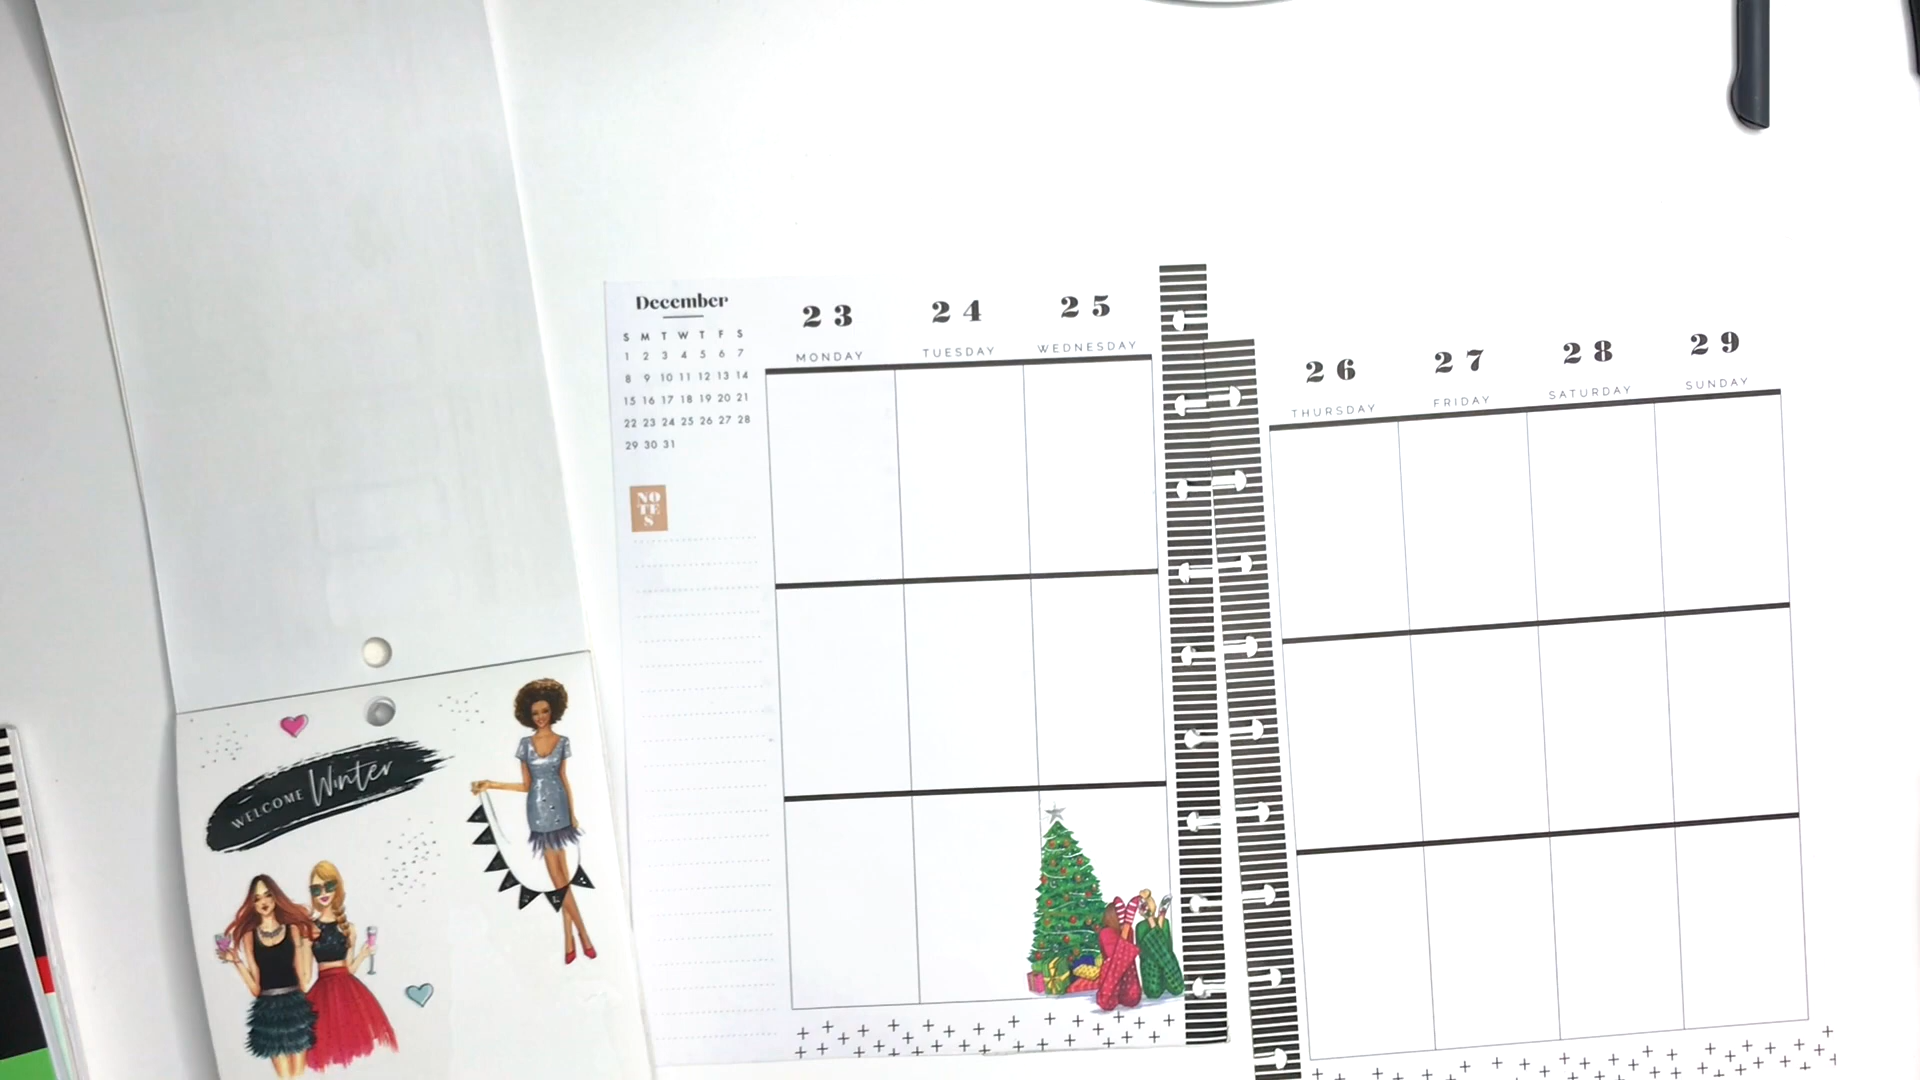 WELCOME Winter
December
S M T W T F S
1 2 3 4 5 6 7
8 9 10 11 12 13 14
15 16 17 18 19 20 21
22 23 24 25 26 27 28
29 30 31
NO
TE
S
23
MONDAY
24
TUESDAY
25
WEDNESDAY
26
THURSDAY
27
FRIDAY
28
SATURDAY
29
SUNDAY